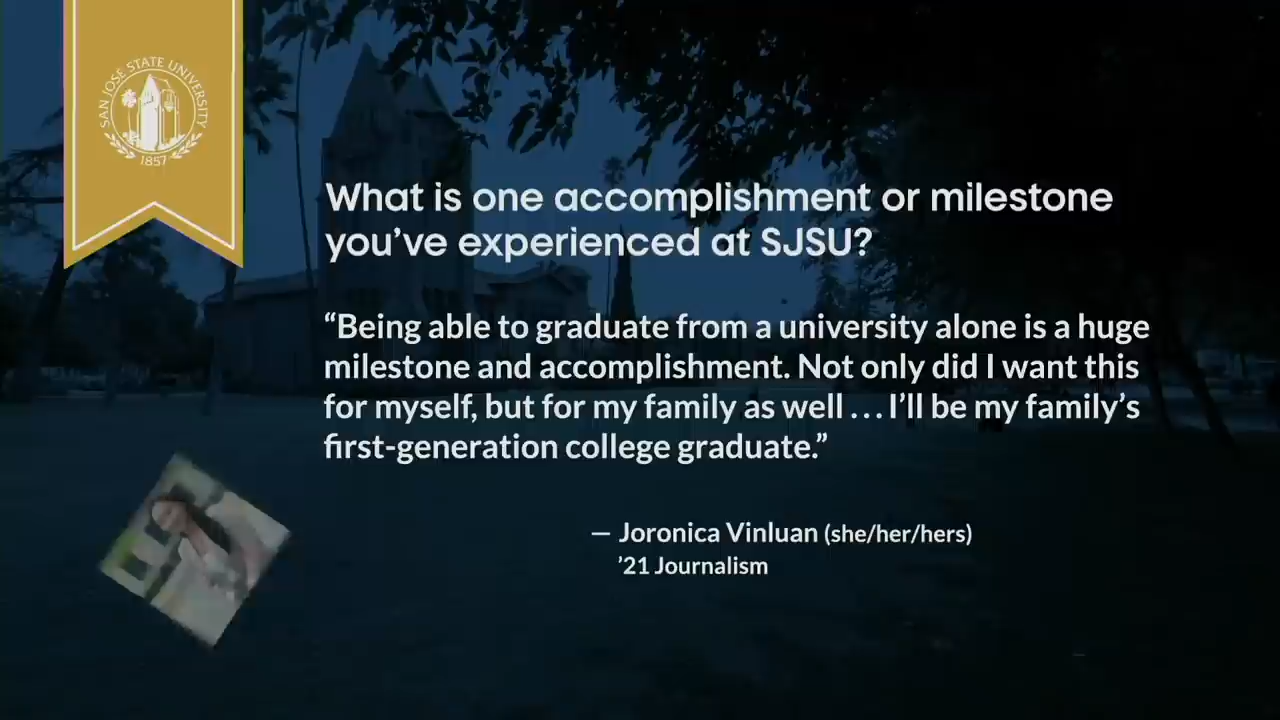 SAN JOSÉ STATE UNIVERSITY
1857
What is one accomplishment or milestone
you’ve experienced at SJSU?
“Being able to graduate from a university alone is a huge
milestone and accomplishment. Not only did I want this
for myself, but for my family as well . . . I’ll be my family’s
first-generation college graduate.”
— Joronica Vinluan (she/her/hers)
’21 Journalism